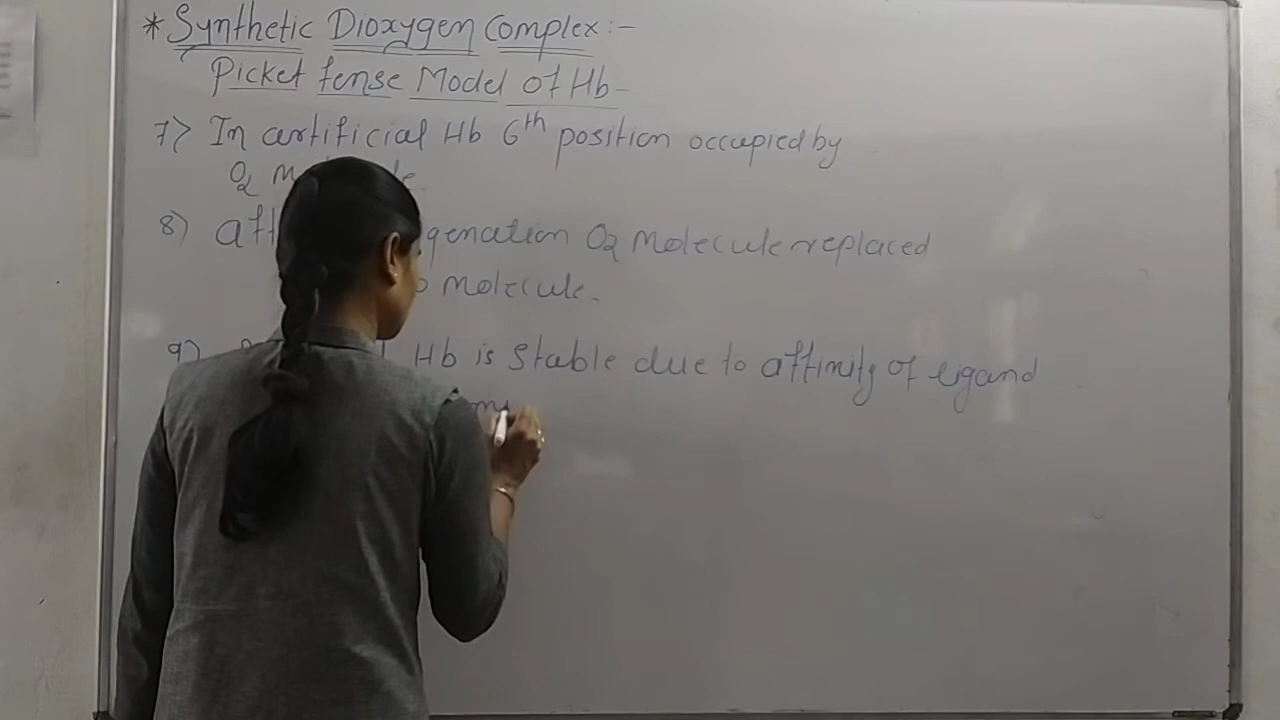 * Synthetic Dioxygen Complex:-
Picket fense Model of Hb-
7) In artificial Hb 6th position occupied by
O2
8) O2 Molecule replaced
molecule.
9) Hb is Stable due to affinity of ligand